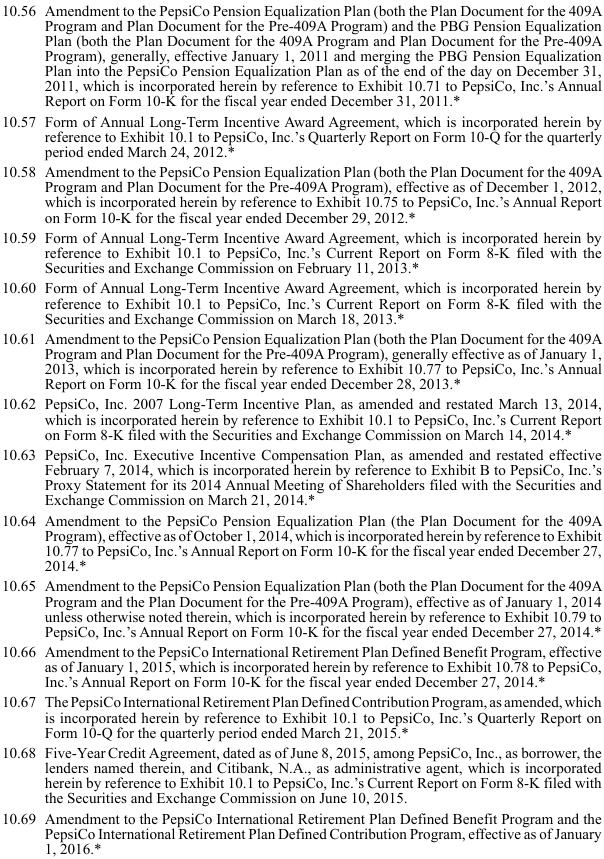 10.56 Amendment to the PepsiCo Pension Equalization Plan (both the Plan Document for the 409A
Program and Plan Document for the Pre-409A Program) and the PBG Pension Equalization
Plan (both the Plan Document for the 409A Program and Plan Document for the Pre-409A
Program), generally, effective January 1, 2011 and merging the PBG Pension Equalization
Plan into the PepsiCo Pension Equalization Plan as of the end of the day on December 31,
2011, which is incorporated herein by reference to Exhibit 10.71 to PepsiCo, Inc.'s Annual
Report on Form 10-K for the fiscal year ended December 31, 2011.*
10.57 Form of Annual Long-Term Incentive Award Agreement, which is incorporated herein by
reference to Exhibit 10.1 to PepsiCo, Inc.'s Quarterly Report on Form 10-Q for the quarterly
period ended March 24, 2012.*
10.58 Amendment to the PepsiCo Pension Equalization Plan (both the Plan Document for the 409A
Program and Plan Document for the Pre-409A Program), effective as of December 1, 2012,
which is incorporated herein by reference to Exhibit 10.75 to PepsiCo, Inc.'s Annual Report
on Form 10-K for the fiscal year ended December 29, 2012.*
10.59 Form of Annual Long-Term Incentive Award Agreement, which is incorporated herein by
reference to Exhibit 10.1 to PepsiCo, Inc.'s Current Report on Form 8-K filed with the
Securities and Exchange Commission on February 11, 2013.*
10.60 Form of Annual Long-Term Incentive Award Agreement, which is incorporated herein by
reference to Exhibit 10.1 to PepsiCo, Inc.'s Current Report on Form 8-K filed with the
Securities and Exchange Commission on March 18, 2013.*
10.61 Amendment to the PepsiCo Pension Equalization Plan (both the Plan Document for the 409A
Program and Plan Document for the Pre-409A Program), generally effective as of January 1,
2013, which is incorporated herein by reference to Exhibit 10.77 to PepsiCo, Inc.'s Annual
Report on Form 10-K for the fiscal year ended December 28, 2013.*
10.62 PepsiCo, Inc. 2007 Long-Term Incentive Plan, as amended and restated March 13, 2014,
which is incorporated herein by reference to Exhibit 10.1 to PepsiCo, Inc.'s Current Report
on Form 8-K filed with the Securities and Exchange Commission on March 14, 2014.*
10.63 PepsiCo, Inc. Executive Incentive Compensation Plan, as amended and restated effective
February 7, 2014, which is incorporated herein by reference to Exhibit B to PepsiCo, Inc.'s
Proxy Statement for its 2014 Annual Meeting of Shareholders filed with the Securities and
Exchange Commission on March 21, 2014.*
10.64 Amendment to the PepsiCo Pension Equalization Plan (the Plan Document for the 409A
Program), effective as of October 1, 2014, which is incorporated herein by reference to Exhibit
10.77 to PepsiCo, Inc.'s Annual Report on Form 10-K for the fiscal year ended December 27,
2014.*
10.65 Amendment to the PepsiCo Pension Equalization Plan (both the Plan Document for the 409A
Program and the Plan Document for the Pre-409A Program), effective as of January 1, 2014
unless otherwise noted therein, which is incorporated herein by reference to Exhibit 10.79 to
PepsiCo, Inc.'s Annual Report on Form 10-K for the fiscal year ended December 27, 2014.*
10.66 Amendment to the PepsiCo International Retirement Plan Defined Benefit Program, effective
as of January 1, 2015, which is incorporated herein by reference to Exhibit 10.78 to PepsiCo,
Inc.'s Annual Report on Form 10-K for the fiscal year ended December 27, 2014.*
10.67 The PepsiCo International Retirement Plan Defined Contribution Program, as amended, which
is incorporated herein by reference to Exhibit 10.1 to PepsiCo, Inc.'s Quarterly Report on
Form 10-Q for the quarterly period ended March 21, 2015.*
10.68 Five-Year Credit Agreement, dated as of June 8, 2015, among PepsiCo, Inc., as borrower, the
lenders named therein, and Citibank, N.A., as administrative agent, which is incorporated
herein by reference to Exhibit 10.1 to PepsiCo, Inc.'s Current Report on Form 8-K filed with
the Securities and Exchange Commission on June 10, 2015.
10.69 Amendment to the PepsiCo International Retirement Plan Defined Benefit Program and the
PepsiCo International Retirement Plan Defined Contribution Program, effective as of January
1, 2016.*